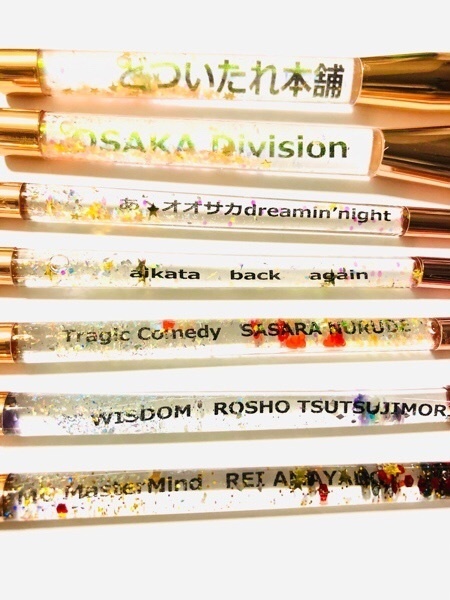 どついたれ本舗
OSAKA Division
あゝオオサカdreamin'night
aikata back again
Tragic Comedy SASARA NURUDE
WISDOM ROSHO TSUTSUJIMORI
MasterMind REI AMAYADO